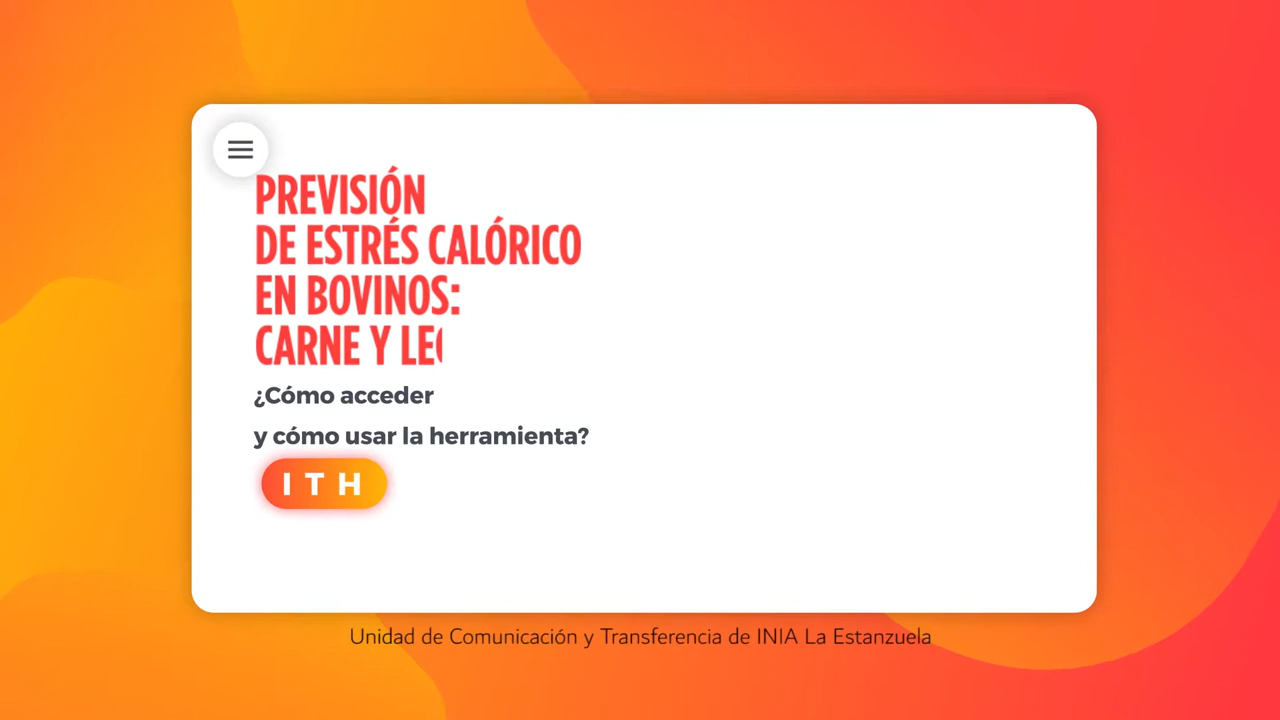 PREVISIÓN
DE ESTRÉS CALÓRICO
EN BOVINOS:
CARNE Y LE
¿Cómo acceder
y cómo usar la herramienta?
ITH
Unidad de Comunicación y Transferencia de INIA La Estanzuela